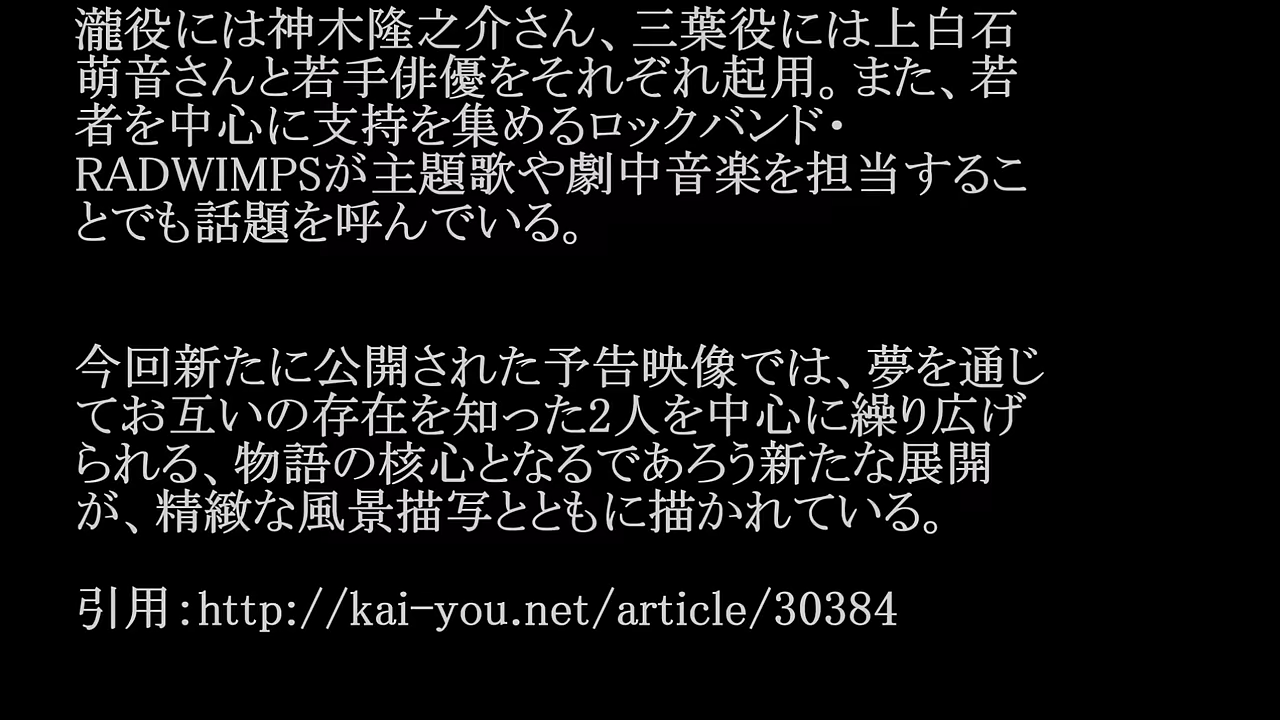 瀧役には神木隆之介さん、三葉役には上白石
萌音さんと若手俳優をそれぞれ起用。また、若
者を中心に支持を集めるロックバンド・
RADWIMPSが主題歌や劇中音楽を担当するこ
とでも話題を呼んでいる。
今回新たに公開された予告映像では、夢を通じ
てお互いの存在を知った2人を中心に繰り広げ
られる、物語の核心となるであろう新たな展開
が、精緻な風景描写とともに描かれている。
引用：http://kai-you.net/article/30384